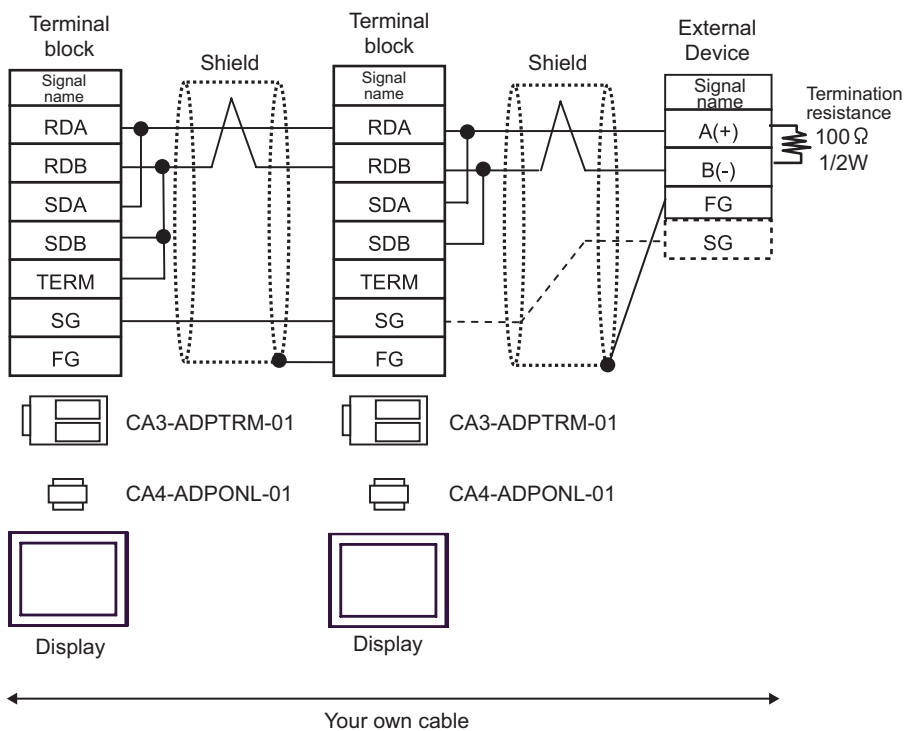 Terminal
block
Signal
name
RDA
RDB
SDA
SDB
TERM
SG
FG
Shield
Terminal
block
Signal
name
RDA
RDB
SDA
SDB
TERM
SG
FG
Shield
External
Device
Signal
name
A(+)
B(-)
FG
SG
Termination
resistance
100 Ω
1/2W
CA3-ADPTRM-01
CA3-ADPTRM-01
CA4-ADPONL-01
CA4-ADPONL-01
Display
Display
Your own cable